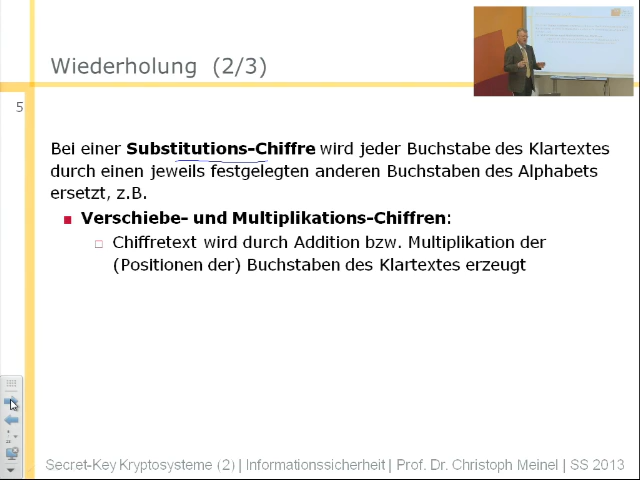 Wiederholung (2/3)
5
Bei einer Substitutions-Chiffre wird jeder Buchstabe des Klartextes
durch einen jeweils festgelegten anderen Buchstaben des Alphabets
ersetzt, z.B.
Verschiebe- und Multiplikations-Chiffren:
Chiffretext wird durch Addition bzw. Multiplikation der
(Positionen der) Buchstaben des Klartextes erzeugt
Secret-Key Kryptosysteme (2) | Informationssicherheit | Prof. Dr. Christoph Meinel | SS 2013